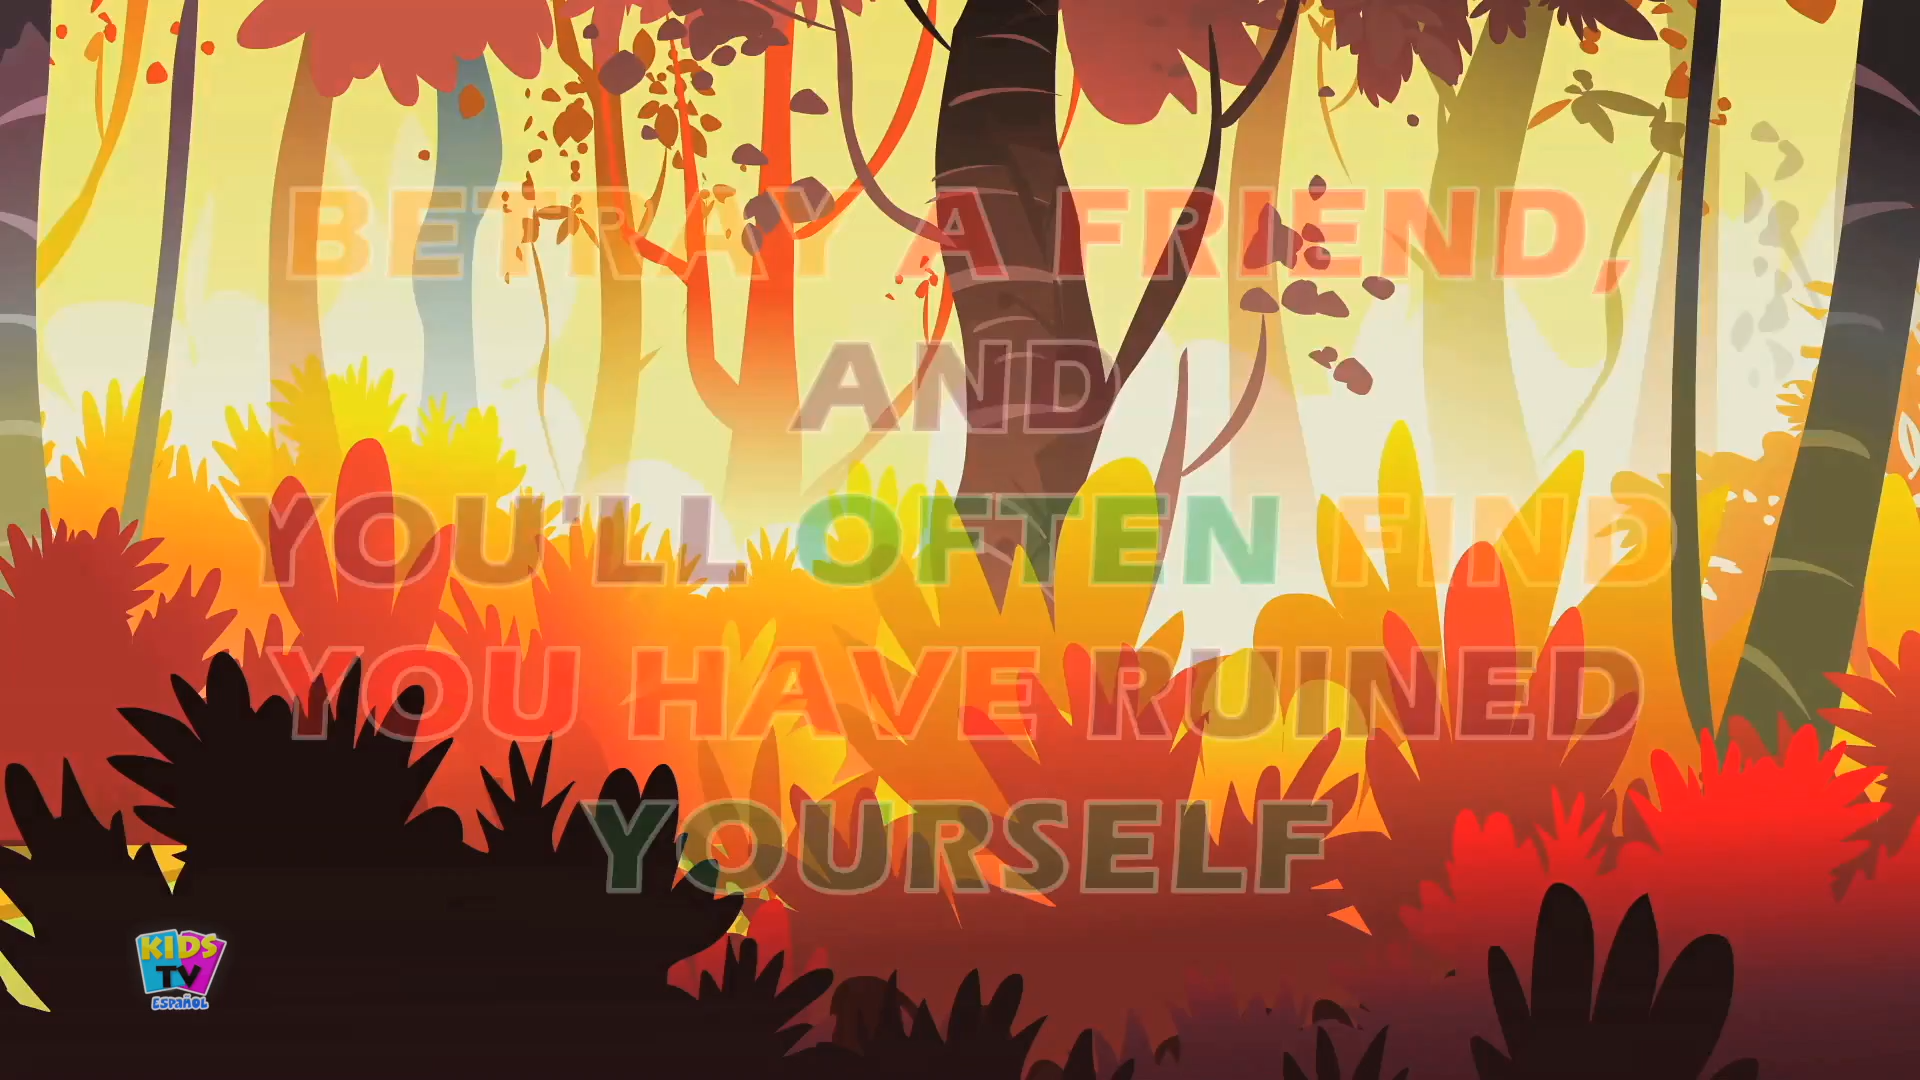 BETRAY A FRIEND,
AND
YOU'LL OFTEN FIND
YOU HAVE RUINED
YOURSELF
KIDS
TV
ESPAÑOL